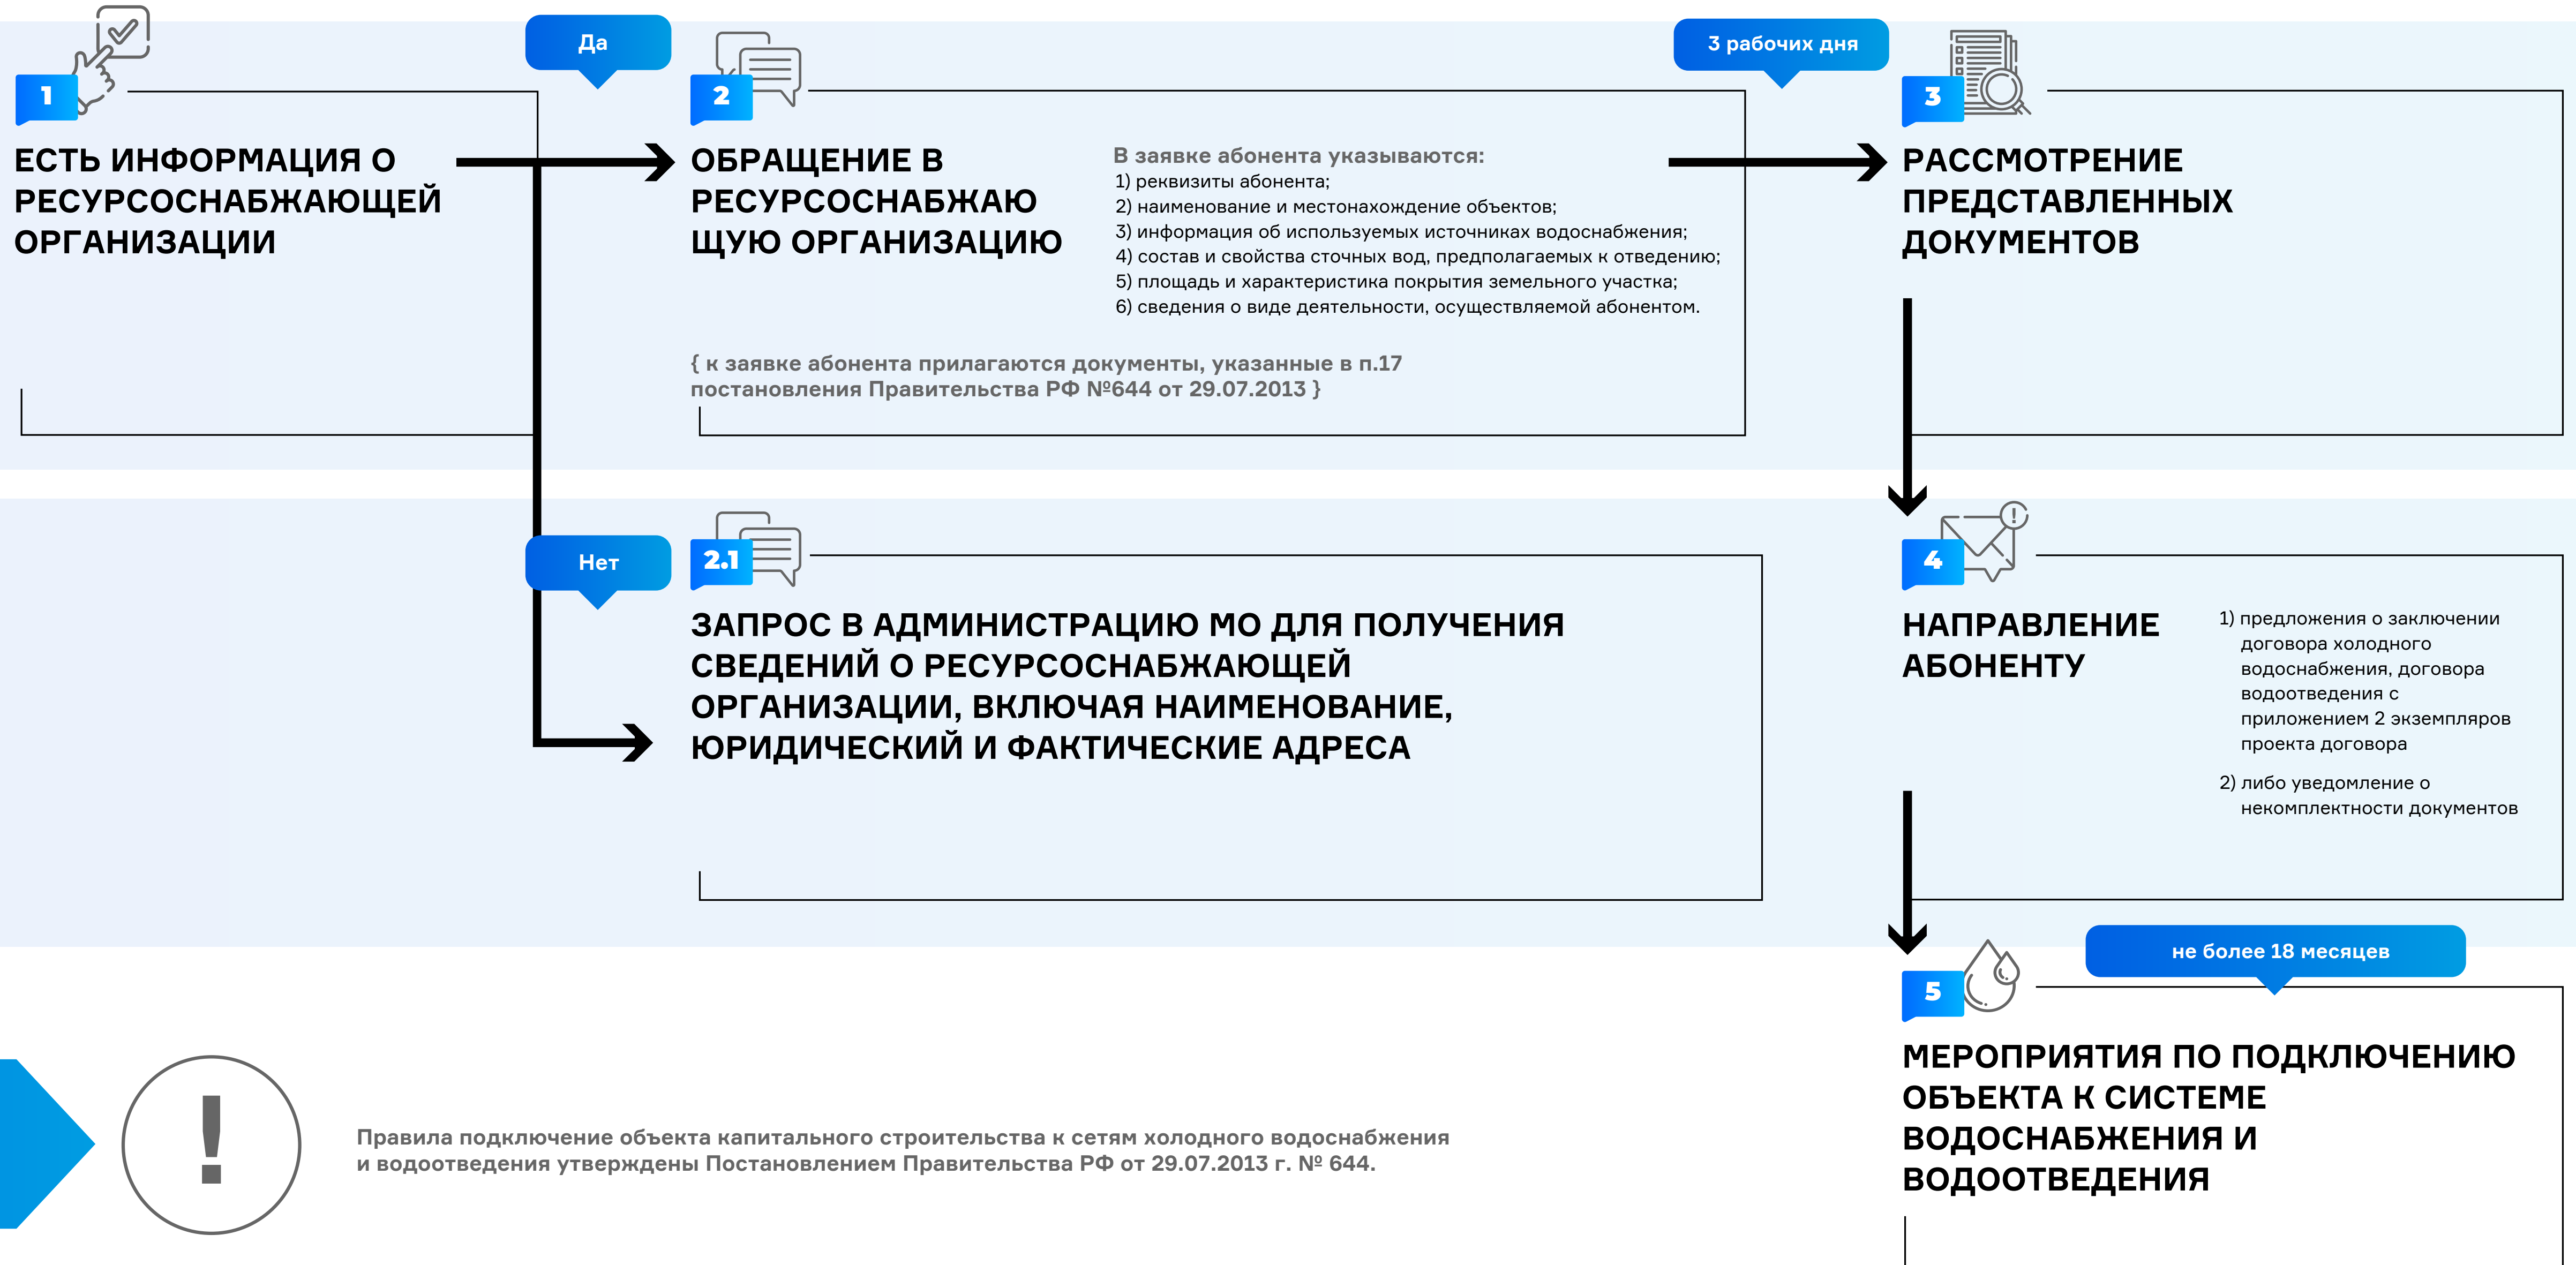 1
ЕСТЬ ИНФОРМАЦИЯ О
РЕСУРСОСНАБЖАЮЩЕЙ
ОРГАНИЗАЦИИ
Да
2
ОБРАЩЕНИЕ В
РЕСУРСОСНАБЖАЮ
ЩУЮ ОРГАНИЗАЦИЮ
В заявке абонента указываются:
1) реквизиты абонента;
2) наименование и местонахождение объектов;
3) информация об используемых источниках водоснабжения;
4) состав и свойства сточных вод, предполагаемых к отведению;
5) площадь и характеристика покрытия земельного участка;
6) сведения о виде деятельности, осуществляемой абонентом.
{ к заявке абонента прилагаются документы, указанные в п.17
постановления Правительства РФ №644 от 29.07.2013 }
3 рабочих дня
3
РАССМОТРЕНИЕ
ПРЕДСТАВЛЕННЫХ
ДОКУМЕНТОВ
Нет
2.1
ЗАПРОС В АДМИНИСТРАЦИЮ МО ДЛЯ ПОЛУЧЕНИЯ
СВЕДЕНИЙ О РЕСУРСОСНАБЖАЮЩЕЙ
ОРГАНИЗАЦИИ, ВКЛЮЧАЯ НАИМЕНОВАНИЕ,
ЮРИДИЧЕСКИЙ И ФАКТИЧЕСКИЕ АДРЕСА
4
!
НАПРАВЛЕНИЕ
АБОНЕНТУ
1) предложения о заключении
договора холодного
водоснабжения, договора
водоотведения с
приложением 2 экземпляров
проекта договора
2) либо уведомление о
некомплектности документов
не более 18 месяцев
5
МЕРОПРИЯТИЯ ПО ПОДКЛЮЧЕНИЮ
ОБЪЕКТА К СИСТЕМЕ
ВОДОСНАБЖЕНИЯ И
ВОДООТВЕДЕНИЯ
!
Правила подключение объекта капитального строительства к сетям холодного водоснабжения
и водоотведения утверждены Постановлением Правительства РФ от 29.07.2013 г. № 644.